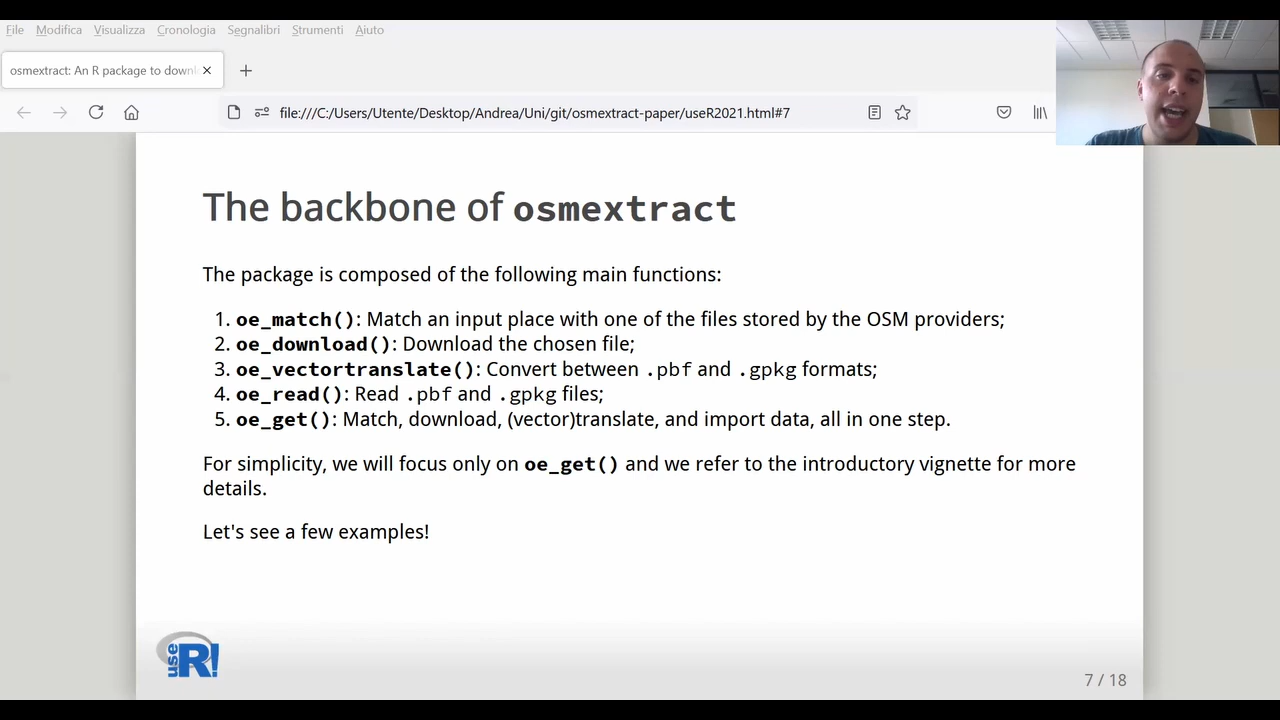 File Modifica Visualizza Cronologia Segnalibri Strumenti Aiuto
osmextract: An R package to downl
file:///C:/Users/Utente/Desktop/Andrea/Uni/git/osmextract-paper/useR2021.html#7
The backbone of osmextract
The package is composed of the following main functions:
1. oe_match(): Match an input place with one of the files stored by the OSM providers;
2. oe_download(): Download the chosen file;
3. oe_vectortranslate(): Convert between .pbf and .gpkg formats;
4. oe_read(): Read .pbf and .gpkg files;
5. oe_get(): Match, download, (vector)translate, and import data, all in one step.
For simplicity, we will focus only on oe_get() and we refer to the introductory vignette for more
details.
Let's see a few examples!
use R!
7 / 18